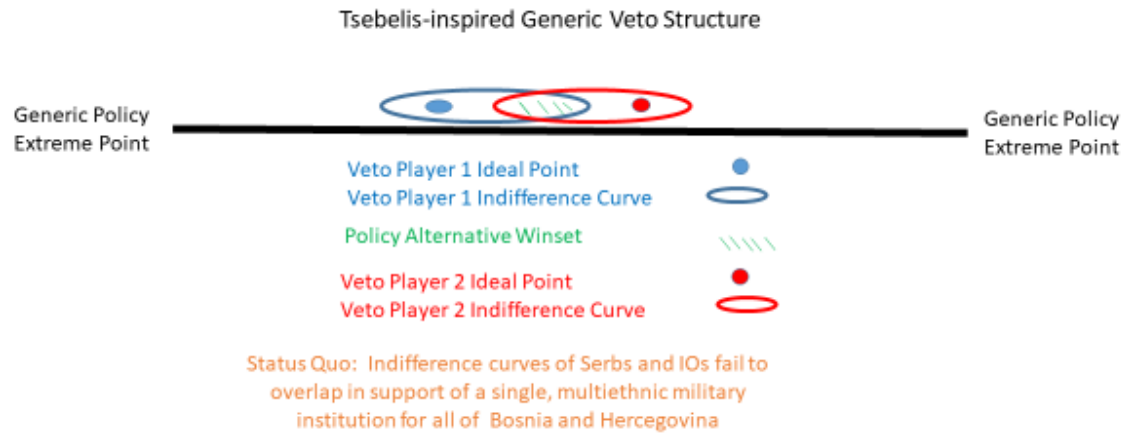 Tsebelis-inspired Generic Veto Structure
Generic Policy
Extreme Point
Generic Policy
Extreme Point
Veto Player 1 Ideal Point
Veto Player 1 Indifference Curve
Policy Alternative Winset
Veto Player 2 Ideal Point
Veto Player 2 Indifference Curve
Status Quo: Indifference curves of Serbs and IOs fail to
overlap in support of a single, multiethnic military
institution for all of Bosnia and Hercegovina